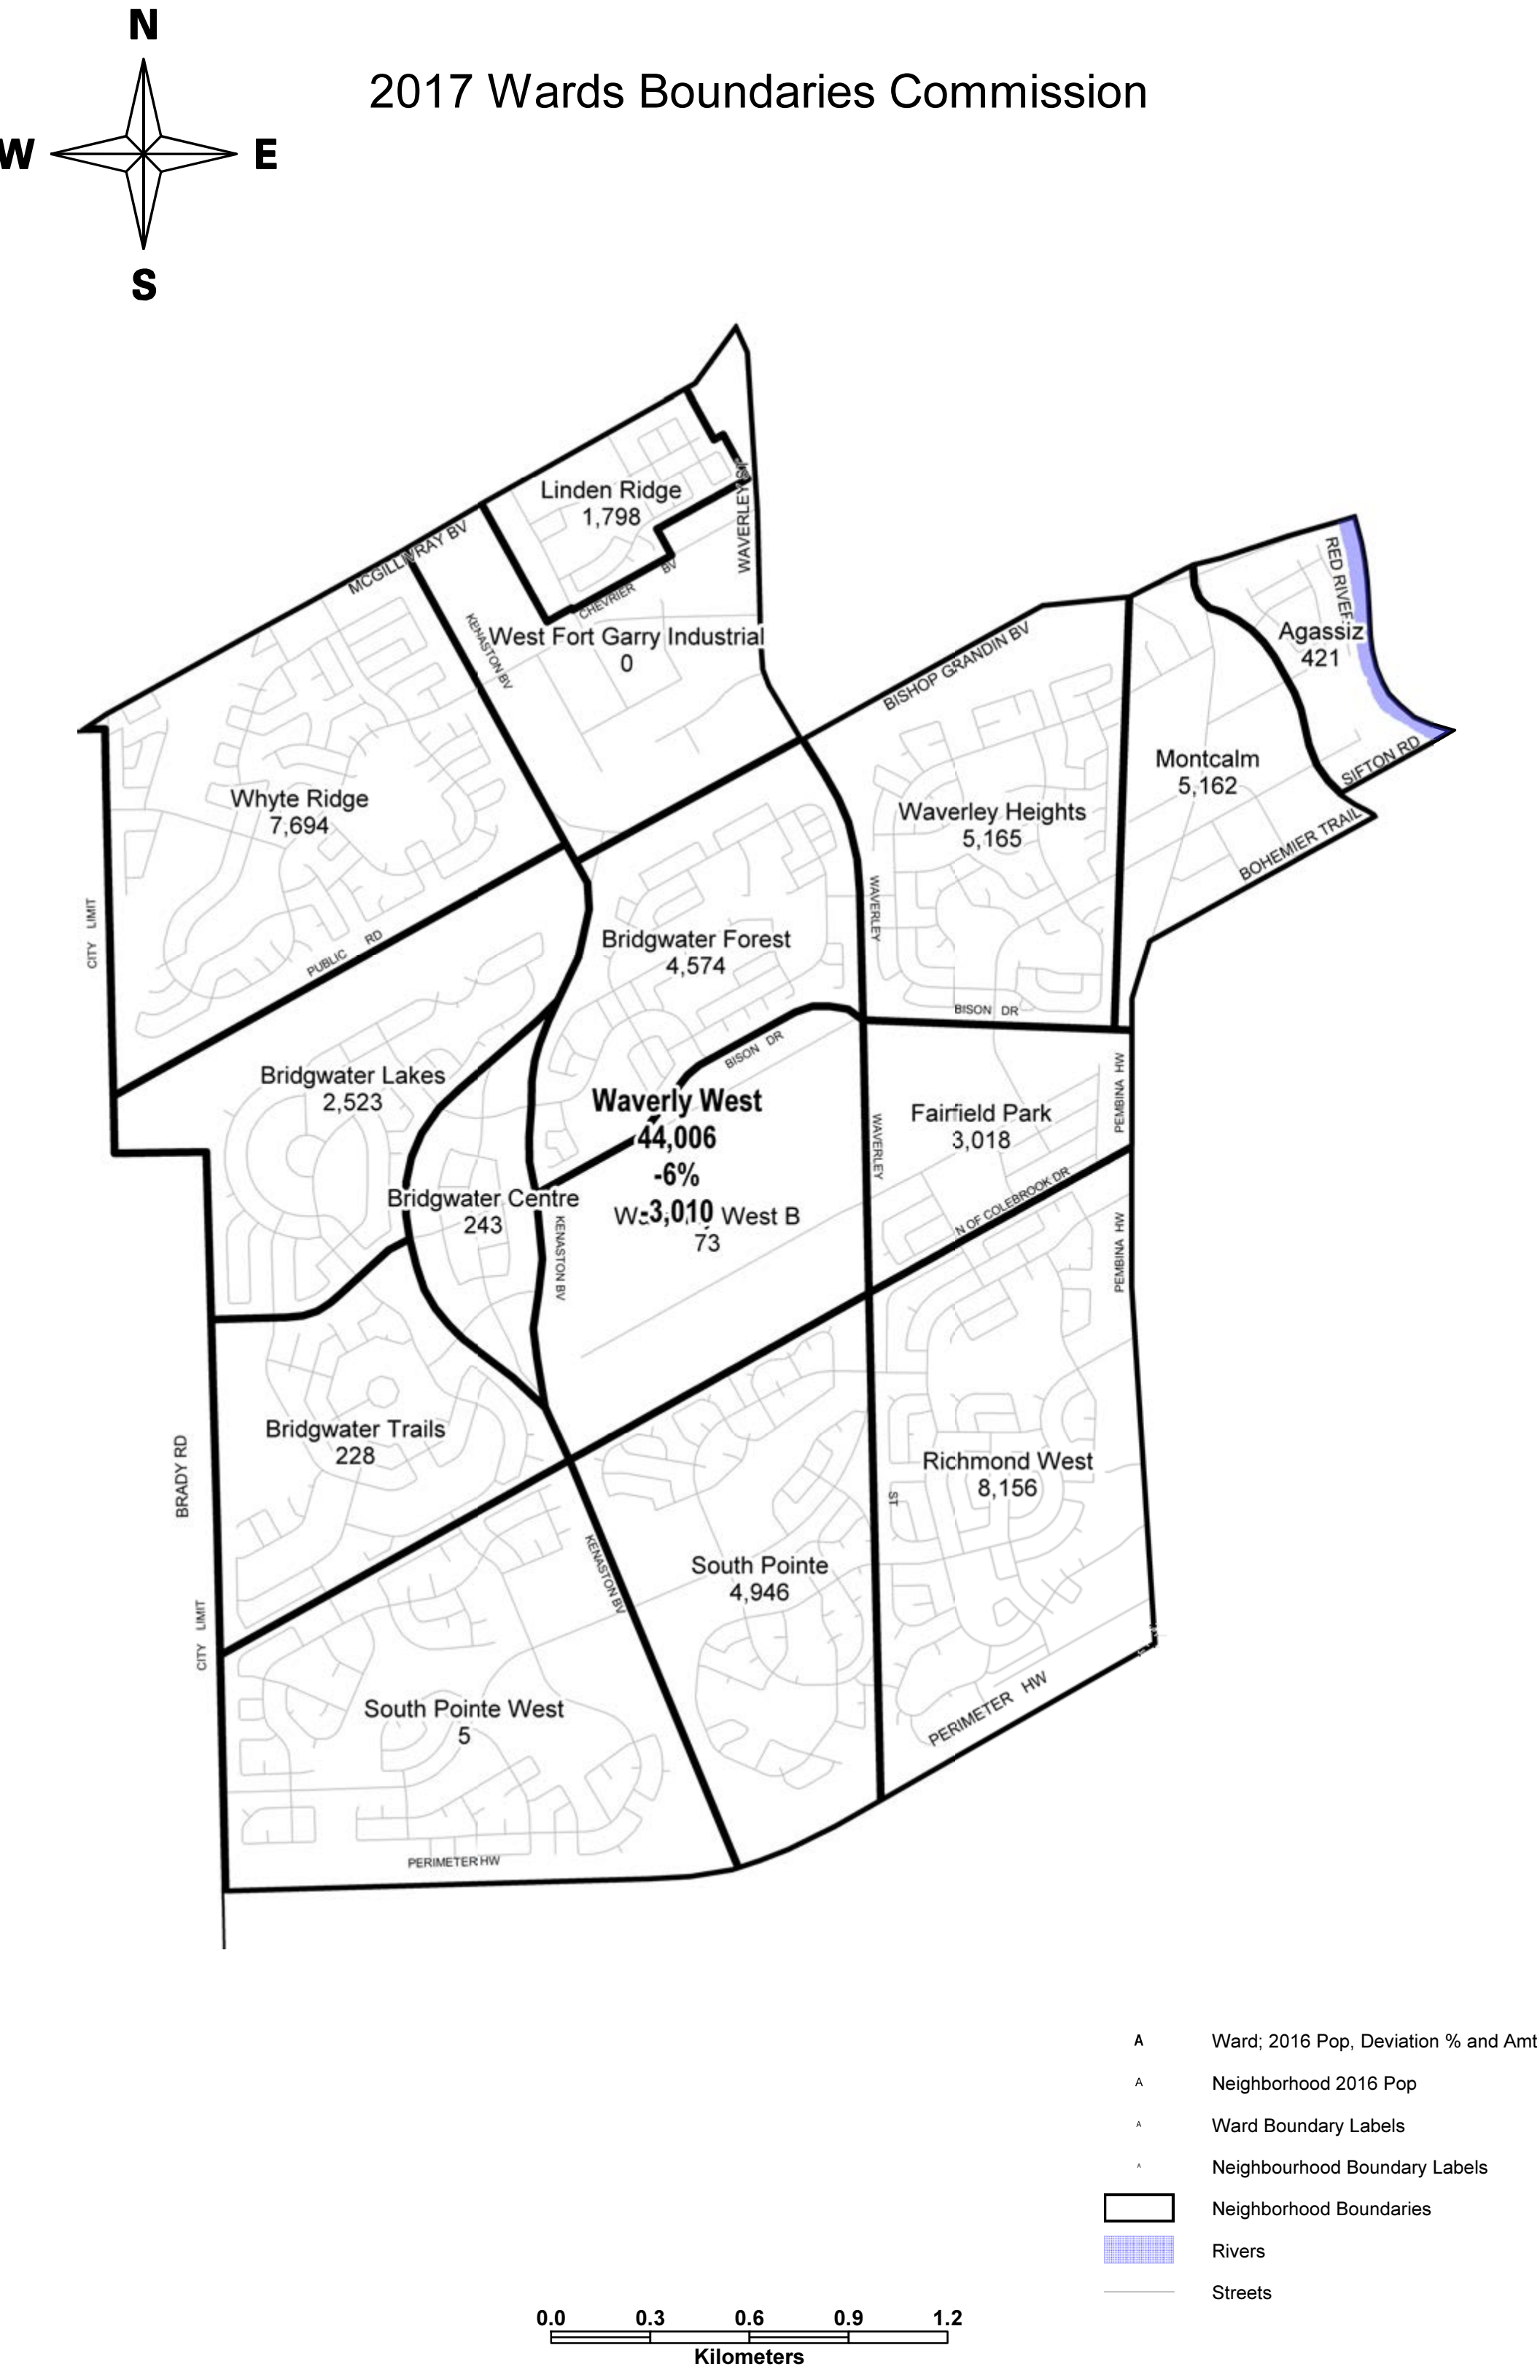 N
2017 Wards Boundaries Commission
W
E
S
Linden Ridge
1,798
MCGILLIVRAY BV
WAVERLEY ST
CHEVRIER
BV
KENASTON BV
West Fort Garry Industrial
0
BISHOP GRANDIN BV
RED RIVER
Agassiz
421
SIFTON RD
Montcalm
5,162
BOHEMIER TRAIL
Whyte Ridge
7,694
Waverley Heights
5,165
CITY LIMIT
PUBLIC RD
WAVERLEY
Bridgwater Forest
4,574
BISON DR
BISON DR
Bridgwater Lakes
2,523
Waverly West
44,006
-6%
-3,010
West B
73
Fairfield Park
3,018
PEMBINA HW
WAVERLEY
N OF COLEBROOK DR
PEMBINA HW
Bridgwater Centre
243
KENASTON BV
Bridgwater Trails
228
BRADY RD
Richmond West
8,156
ST
KENASTON BV
South Pointe
4,946
CITY LIMIT
South Pointe West
5
PERIMETER HW
PERIMETER HW
A Ward; 2016 Pop, Deviation % and Amt
A Neighborhood 2016 Pop
A Ward Boundary Labels
A Neighbourhood Boundary Labels
Neighborhood Boundaries
Rivers
Streets
0.0 0.3 0.6 0.9 1.2
Kilometers